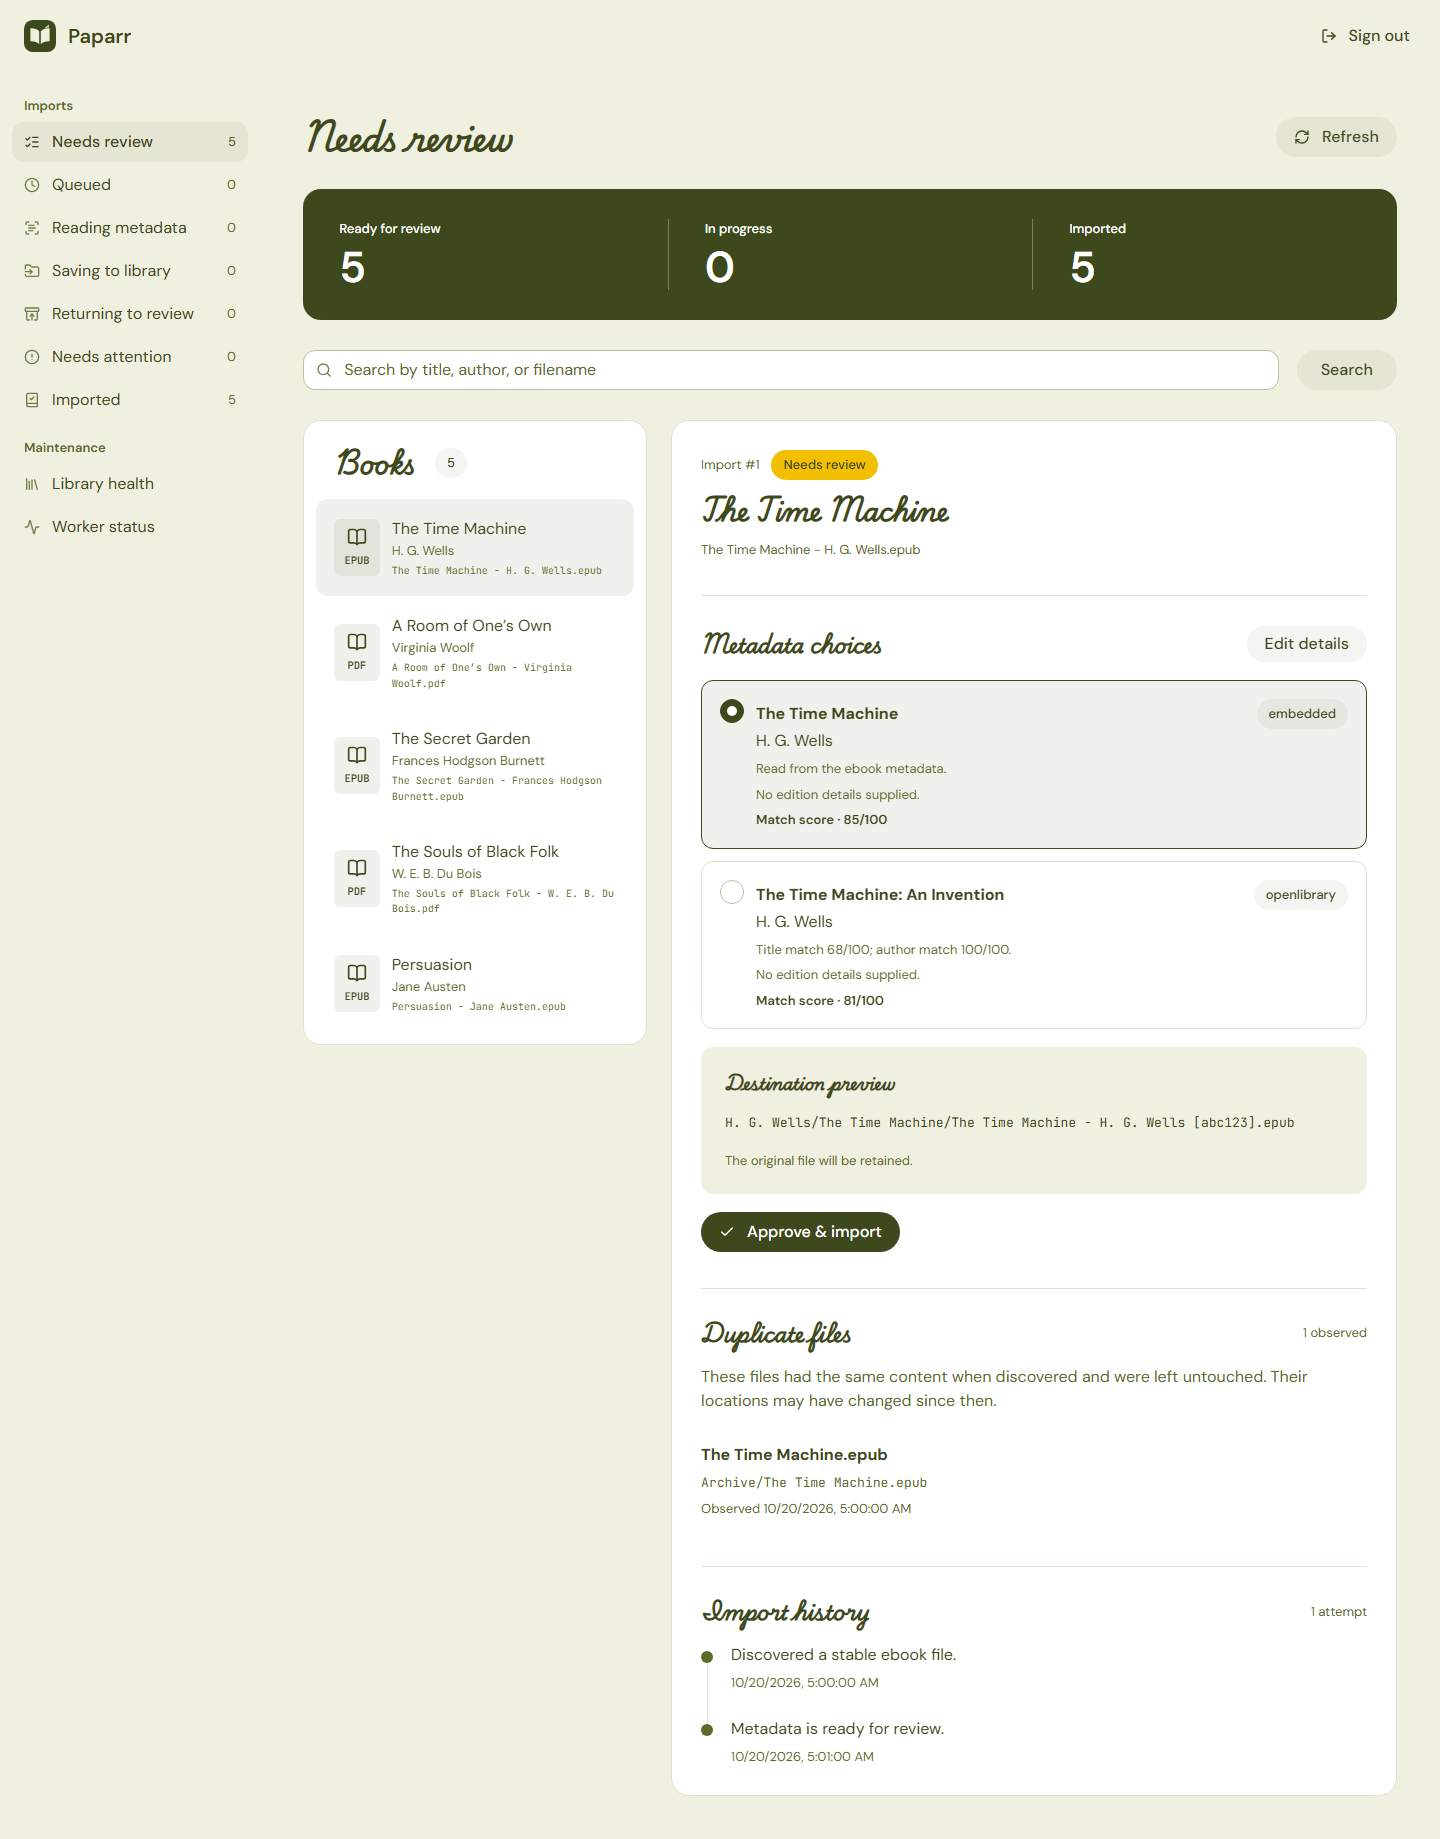 Paparr
Sign out
Imports
Needs review 5
Queued 0
Reading metadata 0
Saving to library 0
Returning to review 0
Needs attention 0
Imported 5
Maintenance
Library health
Worker status
Needs review
Refresh
Ready for review
5
In progress
0
Imported
5
Search by title, author, or filename
Search
Books 5
EPUB
The Time Machine
H. G. Wells
The Time Machine - H. G. Wells.epub
PDF
A Room of One’s Own
Virginia Woolf
A Room of One’s Own - Virginia
Woolf.pdf
EPUB
The Secret Garden
Frances Hodgson Burnett
The Secret Garden - Frances Hodgson
Burnett.epub
PDF
The Souls of Black Folk
W. E. B. Du Bois
The Souls of Black Folk - W. E. B. Du
Bois.pdf
EPUB
Persuasion
Jane Austen
Persuasion - Jane Austen.epub
Import #1 Needs review
The Time Machine
The Time Machine - H. G. Wells.epub
Metadata choices
Edit details
The Time Machine
embedded
H. G. Wells
Read from the ebook metadata.
No edition details supplied.
Match score · 85/100
The Time Machine: An Invention
openlibrary
H. G. Wells
Title match 68/100; author match 100/100.
No edition details supplied.
Match score · 81/100
Destination preview
H. G. Wells/The Time Machine/The Time Machine - H. G. Wells [abc123].epub
The original file will be retained.
Approve & import
Duplicate files
1 observed
These files had the same content when discovered and were left untouched. Their
locations may have changed since then.
The Time Machine.epub
Archive/The Time Machine.epub
Observed 10/20/2026, 5:00:00 AM
Import history
1 attempt
Discovered a stable ebook file.
10/20/2026, 5:00:00 AM
Metadata is ready for review.
10/20/2026, 5:01:00 AM